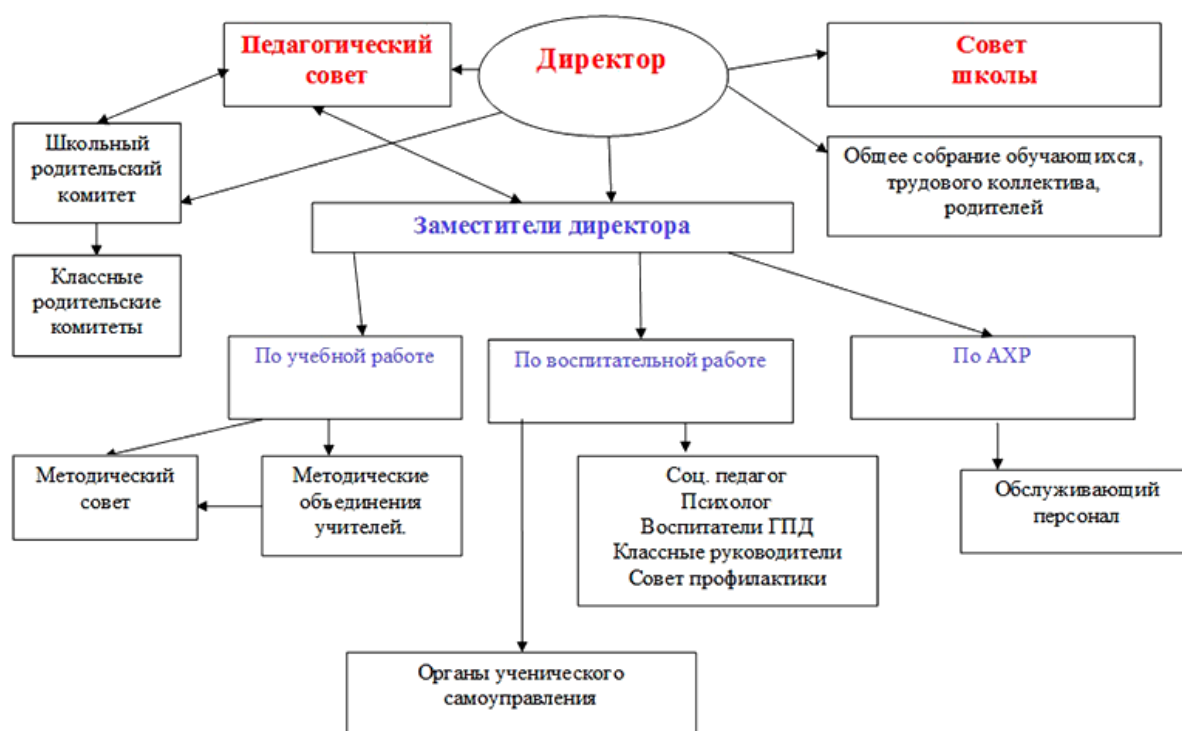 Педагогический
совет
Директор
Совет
школы
Школьный
родительский
комитет
Общее собрание обучающихся,
трудового коллектива,
родителей
Заместители директора
Классные
родительские
комитеты
По учебной работе
По воспитательной работе
По АХР
Методический
совет
Методические
объединения
учителей.
Соц. педагог
Психолог
Воспитатели ГПД
Классные руководители
Совет профилактики
Обслуживающий
персонал
Органы ученического
самоуправления